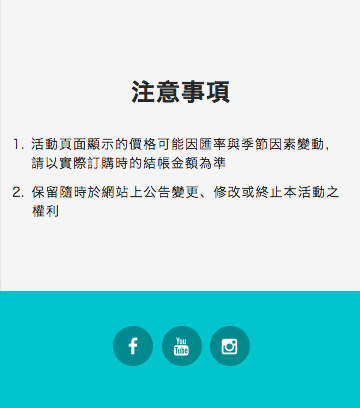 注意事項
1. 活動頁面顯示的價格可能因匯率與季節因素變動,
請以實際訂購時的結帳金額為準
2. 保留隨時於網站上公告變更、修改或終止本活動之
權利
You
Tube